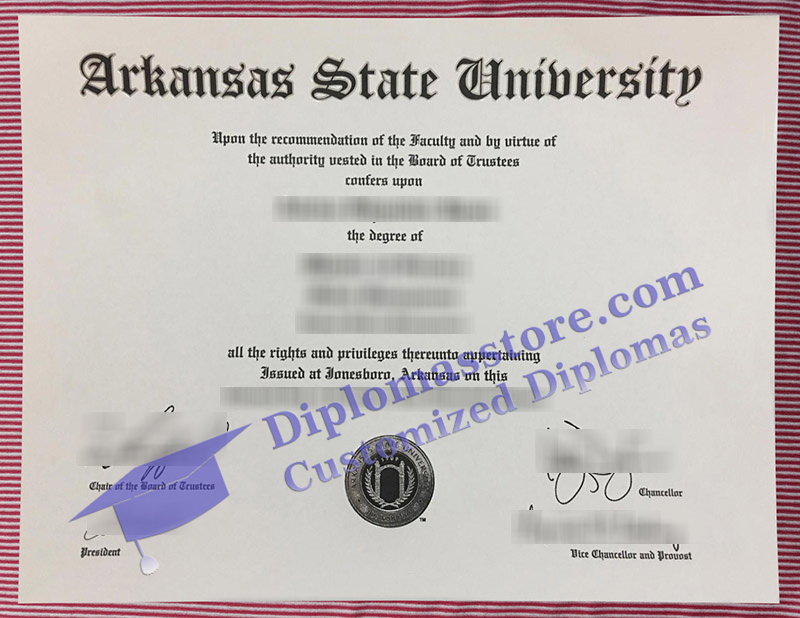 Arkansas State University
Upon the recommendation of the Faculty and by virtue of
the authority vested in the Board of Trustees
confers upon
the degree of
all the rights and privileges thereunto appertaining
Issued at Jonesboro, Arkansas on this
Diplomasstore.com
Customized Diplomas
Chair of the Board of Trustees
Chancellor
President
Vice Chancellor and Provost
TM